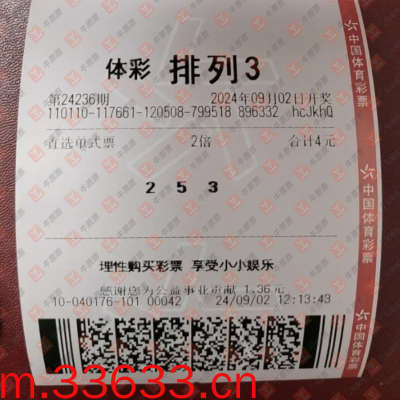 体彩 排列3
第24236期 2024年09月02日开奖
110110-117661-120508-799518 896332 hcJkhQ
直选单式票 2倍 合计4元
2 5 3
理性购买彩票 享受小小娱乐
感谢您为公益事业贡献 1.36元
10-040176-101 00042 24/09/02 12:13:43
中国体育彩票
中国体育彩票
中国体育彩票
m.33633.cn